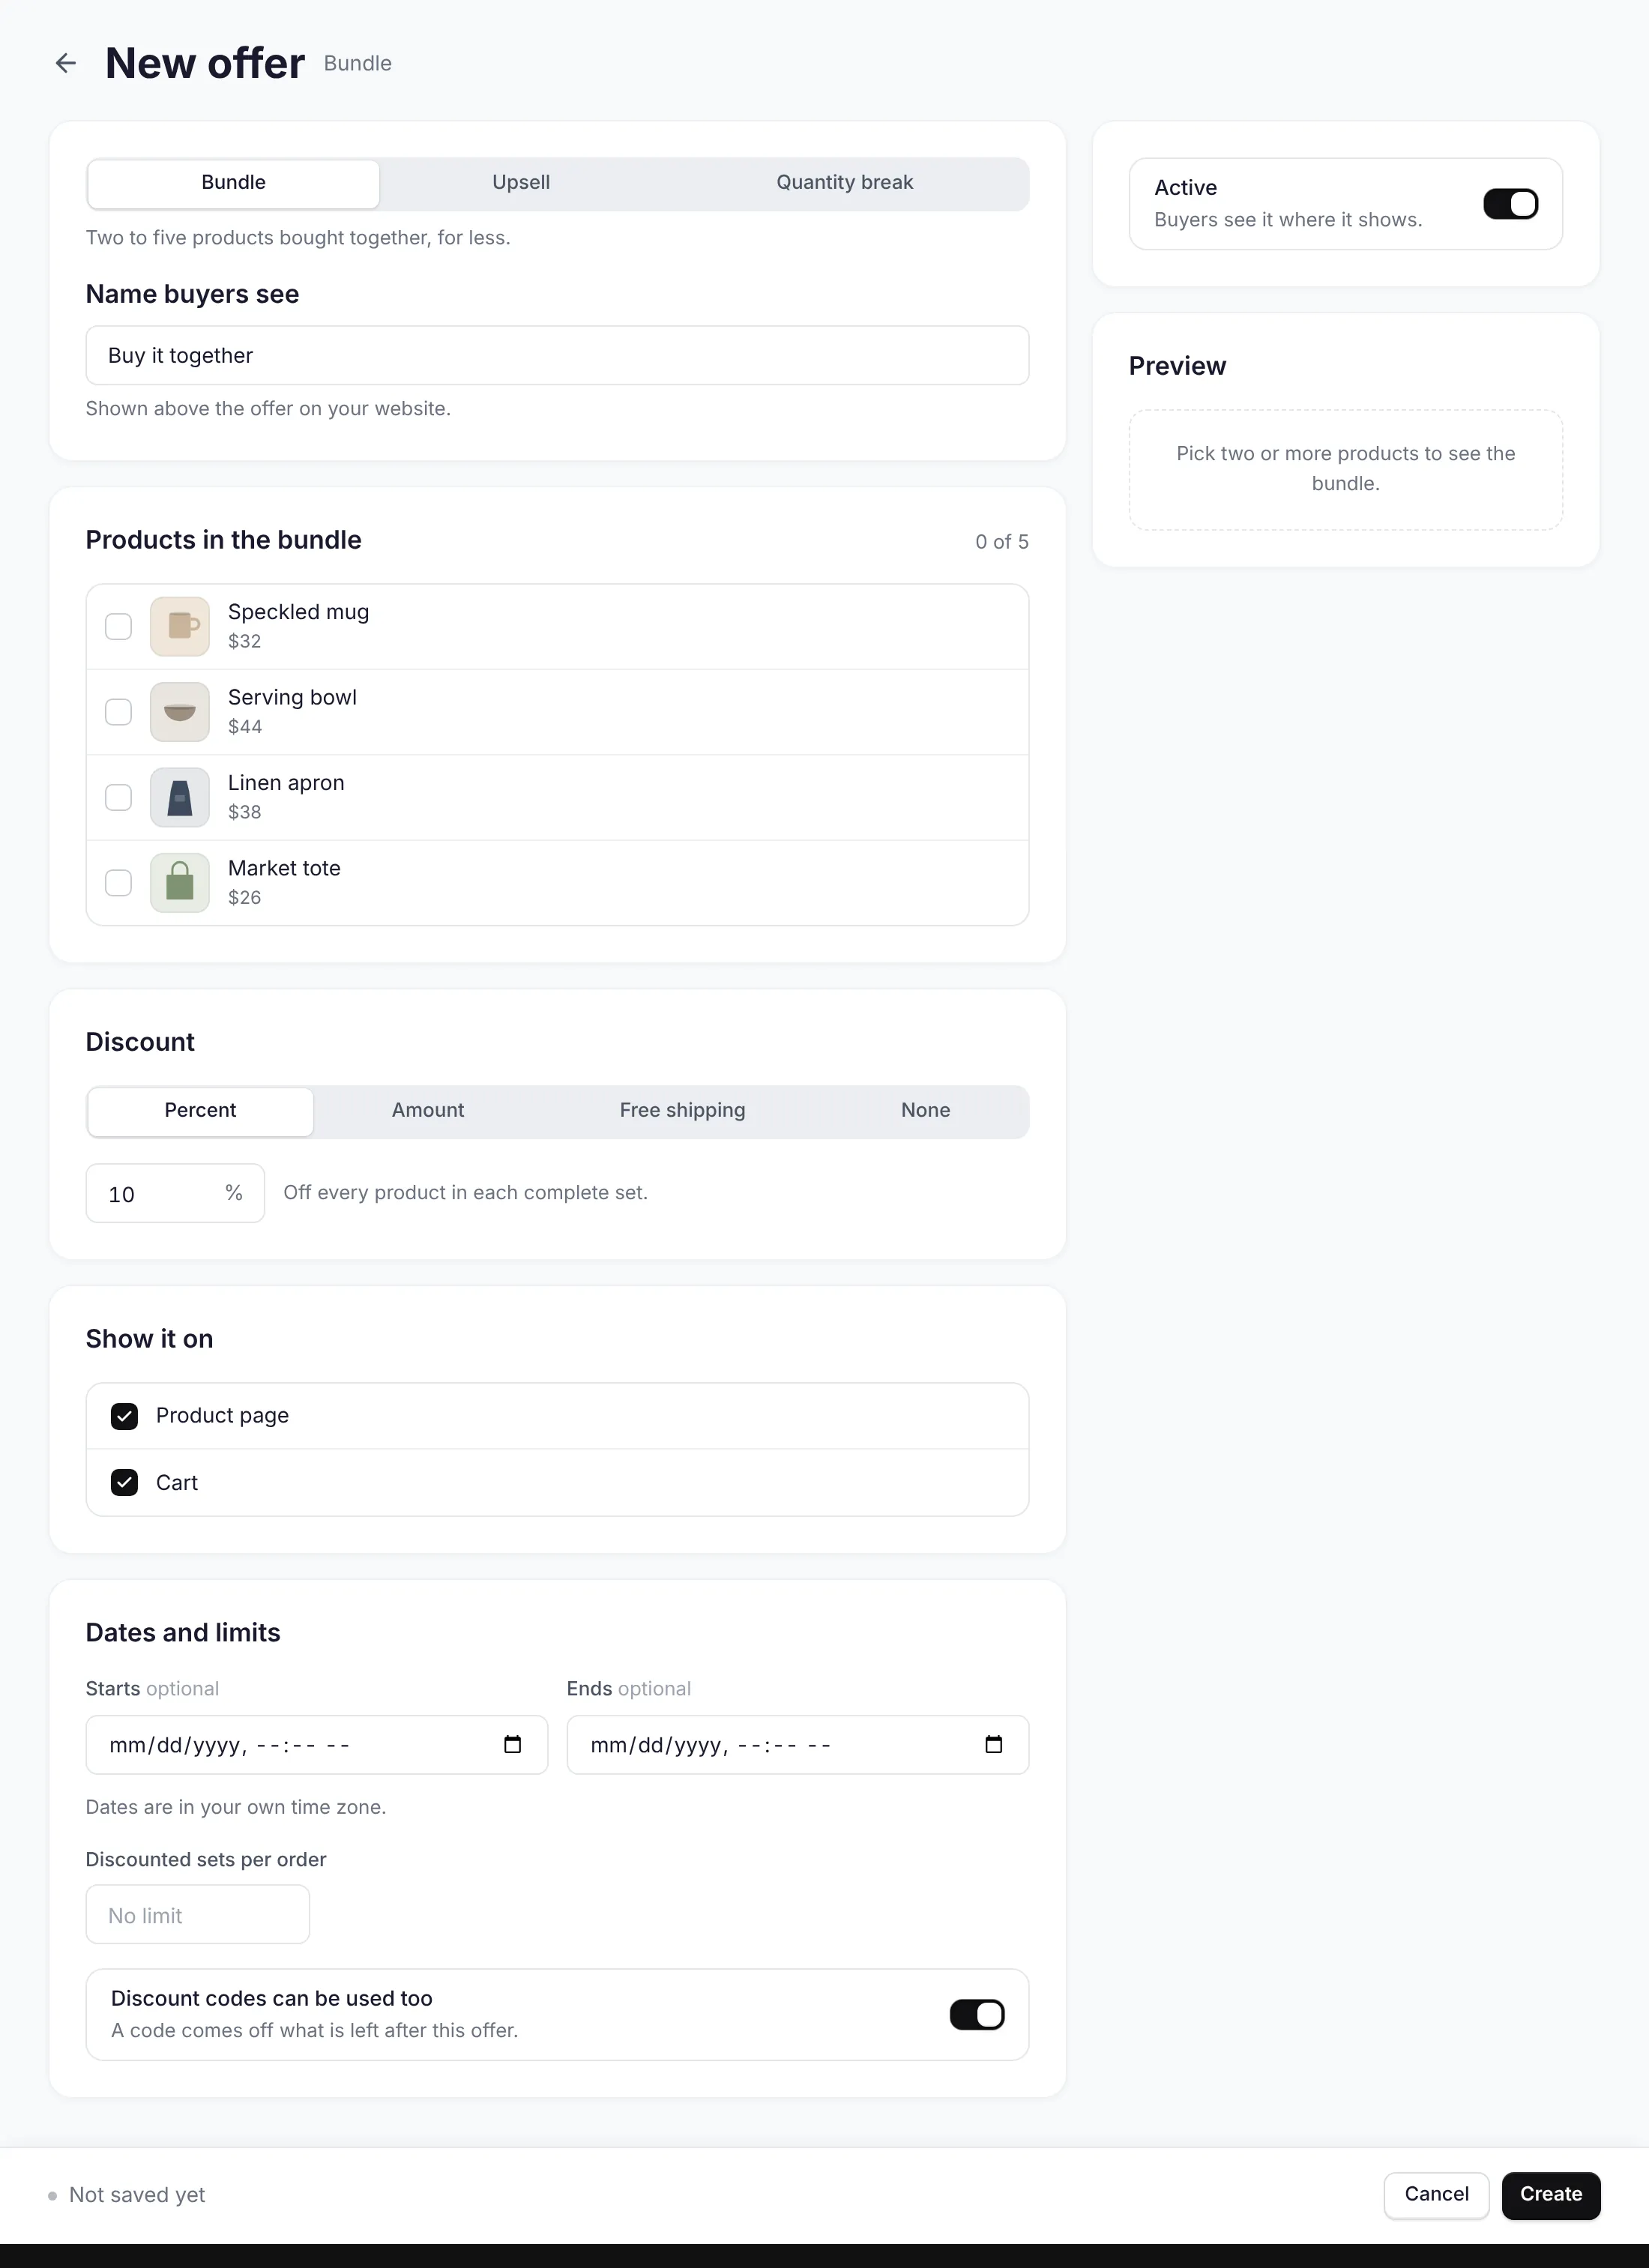 New offer Bundle
Bundle Upsell Quantity break
Two to five products bought together, for less.
Name buyers see
Buy it together
Shown above the offer on your website.
Active
Buyers see it where it shows.
Preview
Pick two or more products to see the
bundle.
Products in the bundle 0 of 5
Speckled mug
$32
Serving bowl
$44
Linen apron
$38
Market tote
$26
Discount
Percent Amount Free shipping None
10 % Off every product in each complete set.
Show it on
Product page
Cart
Dates and limits
Starts optional Ends optional
mm/dd/yyyy, --:-- -- mm/dd/yyyy, --:-- --
Dates are in your own time zone.
Discounted sets per order
No limit
Discount codes can be used too
A code comes off what is left after this offer.
Not saved yet Cancel Create